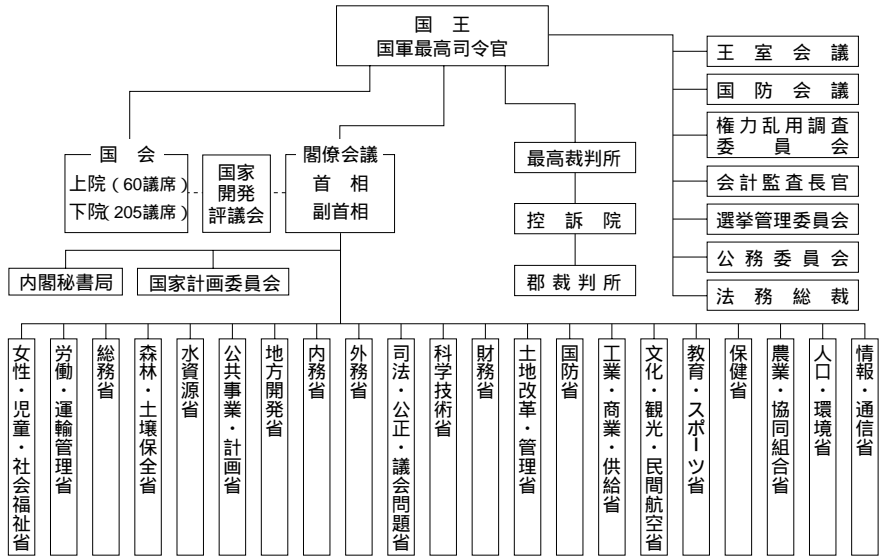 国王
国軍最高司令官
王室会議
国防会議
権力乱用調査
委員会
会計監査長官
選挙管理委員会
公務委員会
法務総裁
国会
上院(60議席)
下院(205議席)
国家
開発
評議会
閣僚会議
首相
副首相
最高裁判所
控訴院
郡裁判所
内閣秘書局
国家計画委員会
女性・児童・社会福祉省
労働・運輸管理省
総務省
森林・土壌保全省
水資源省
公共事業・計画省
地方開発省
内務省
外務省
司法・公正・議会問題省
科学技術省
財務省
土地改革・管理省
国防省
工業・商業・供給省
文化・観光・民間航空省
教育・スポーツ省
保健省
農業・協同組合省
人口・環境省
情報・通信省